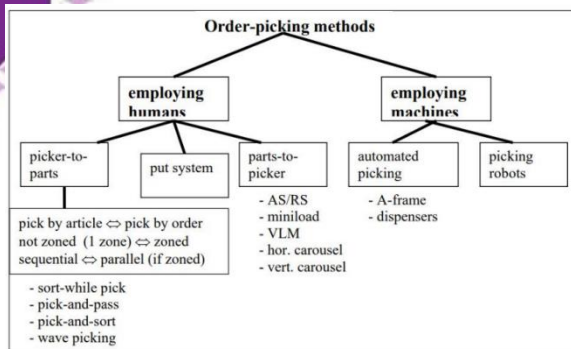 Order-picking methods
employing
humans
employing
machines
picker-to-
parts
put system
parts-to-
picker
automated
picking
picking
robots
pick by article ⇔ pick by order
not zoned (1 zone) ⇔ zoned
sequential ⇔ parallel (if zoned)
- sort-while pick
- pick-and-pass
- pick-and-sort
- wave picking
- AS/RS
- miniload
- VLM
- hor. carousel
- vert. carousel
- A-frame
- dispensers